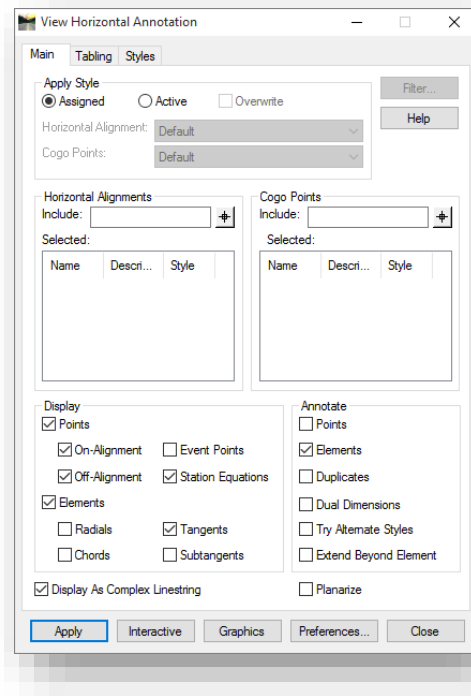 View Horizontal Annotation
Main Tabling Styles
Apply Style
Assigned Active Overwrite
Filter...
Horizontal Alignment: Default
Help
Cogo Points: Default
Horizontal Alignments
Include:
Selected:
Name Descri... Style
Cogo Points
Include:
Selected:
Name Descri... Style
Display
Points
On-Alignment Event Points
Off-Alignment Station Equations
Elements
Radials Tangents
Chords Subtangents
Annotate
Points
Elements
Duplicates
Dual Dimensions
Try Alternate Styles
Extend Beyond Element
Display As Complex Linestring Planarize
Apply Interactive Graphics Preferences... Close